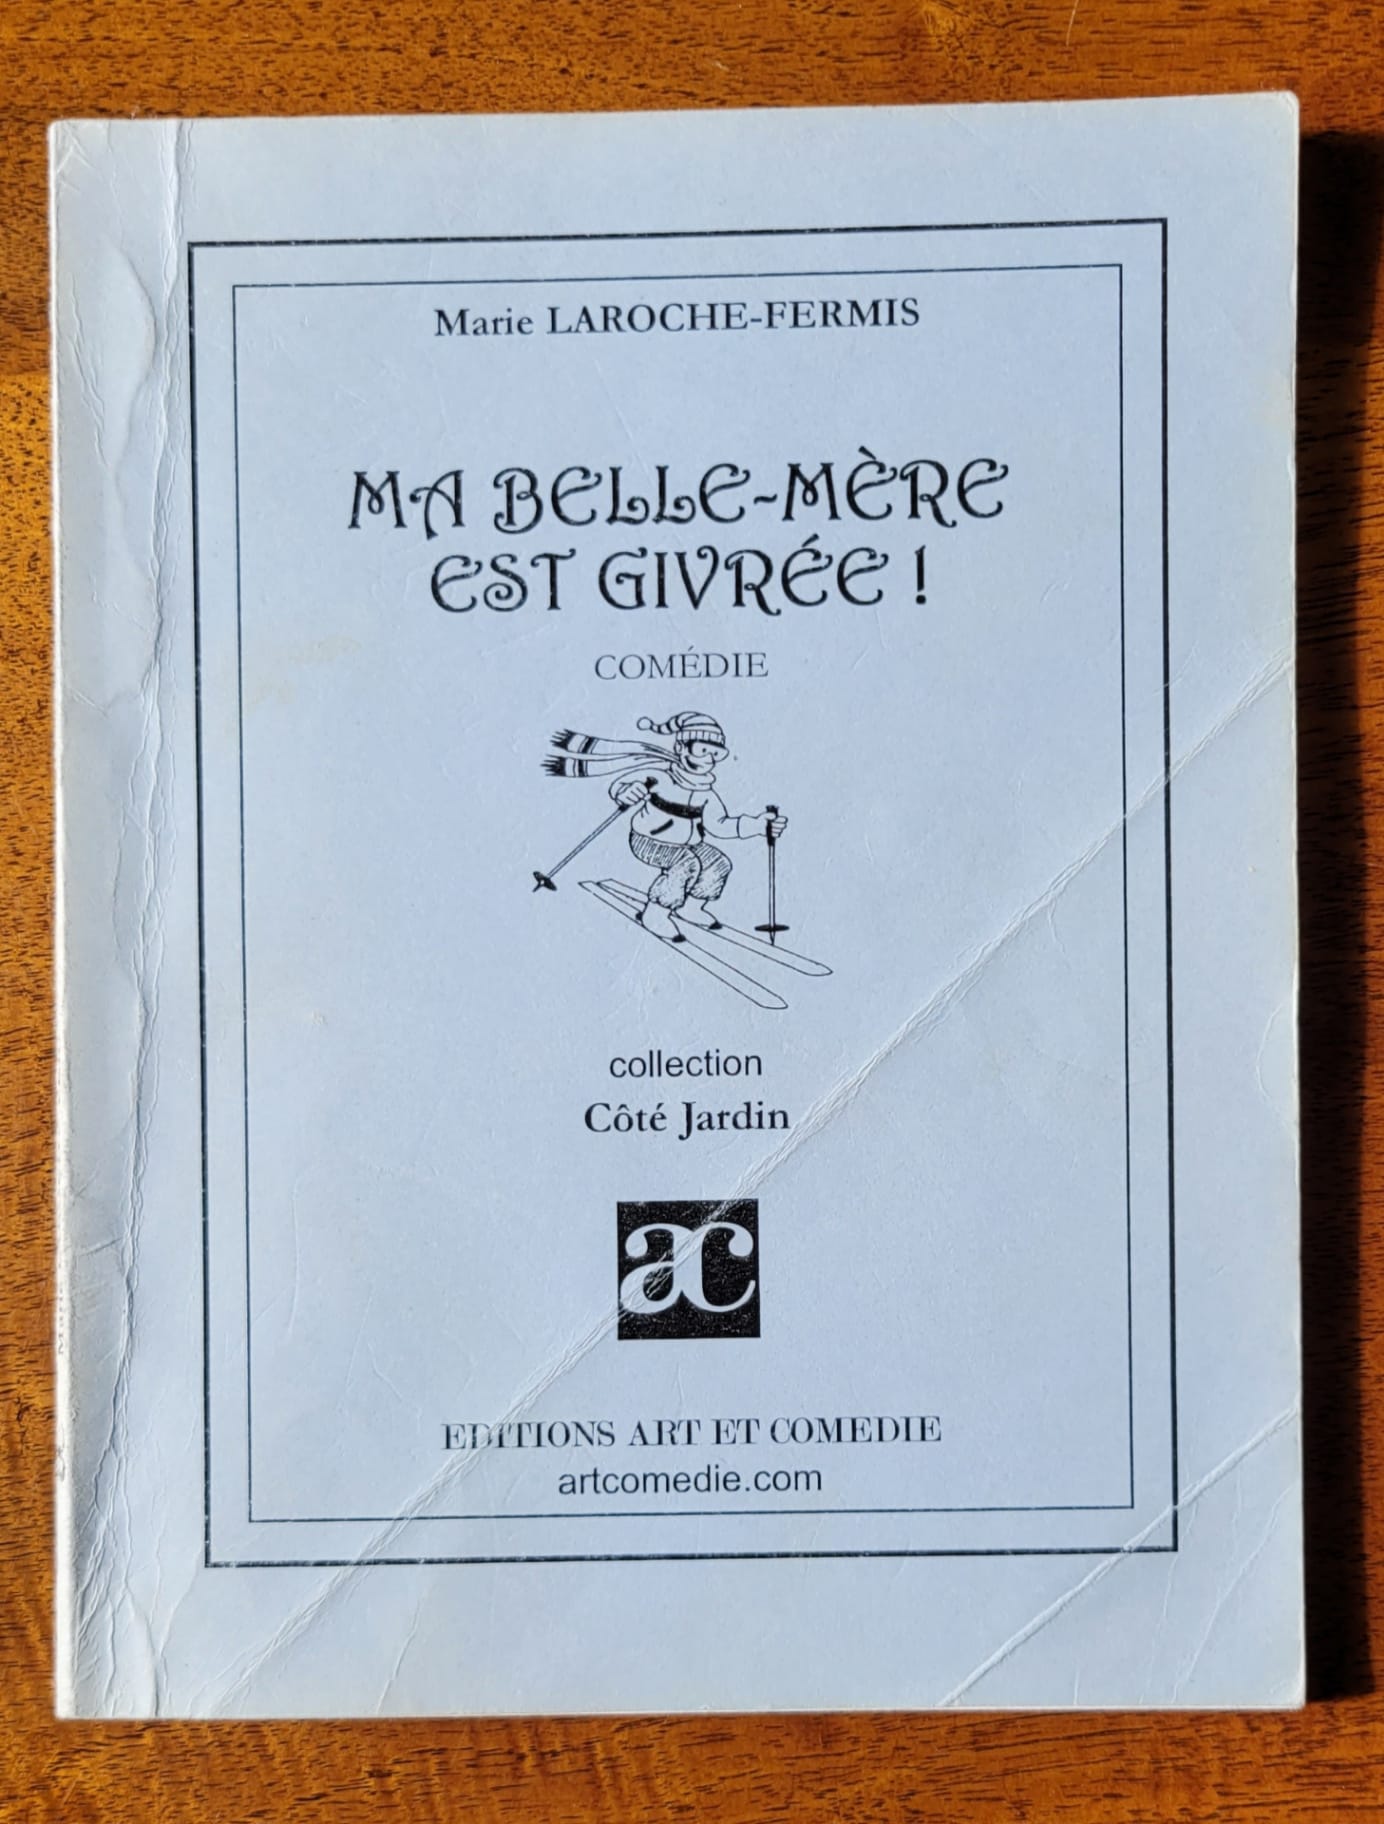 Marie LAROCHE-FERMIS
MA BELLE-MÈRE
EST GIVRÉE !
COMÉDIE
collection
Côté Jardin
ac
EDITIONS ART ET COMEDIE
artcomedie.com